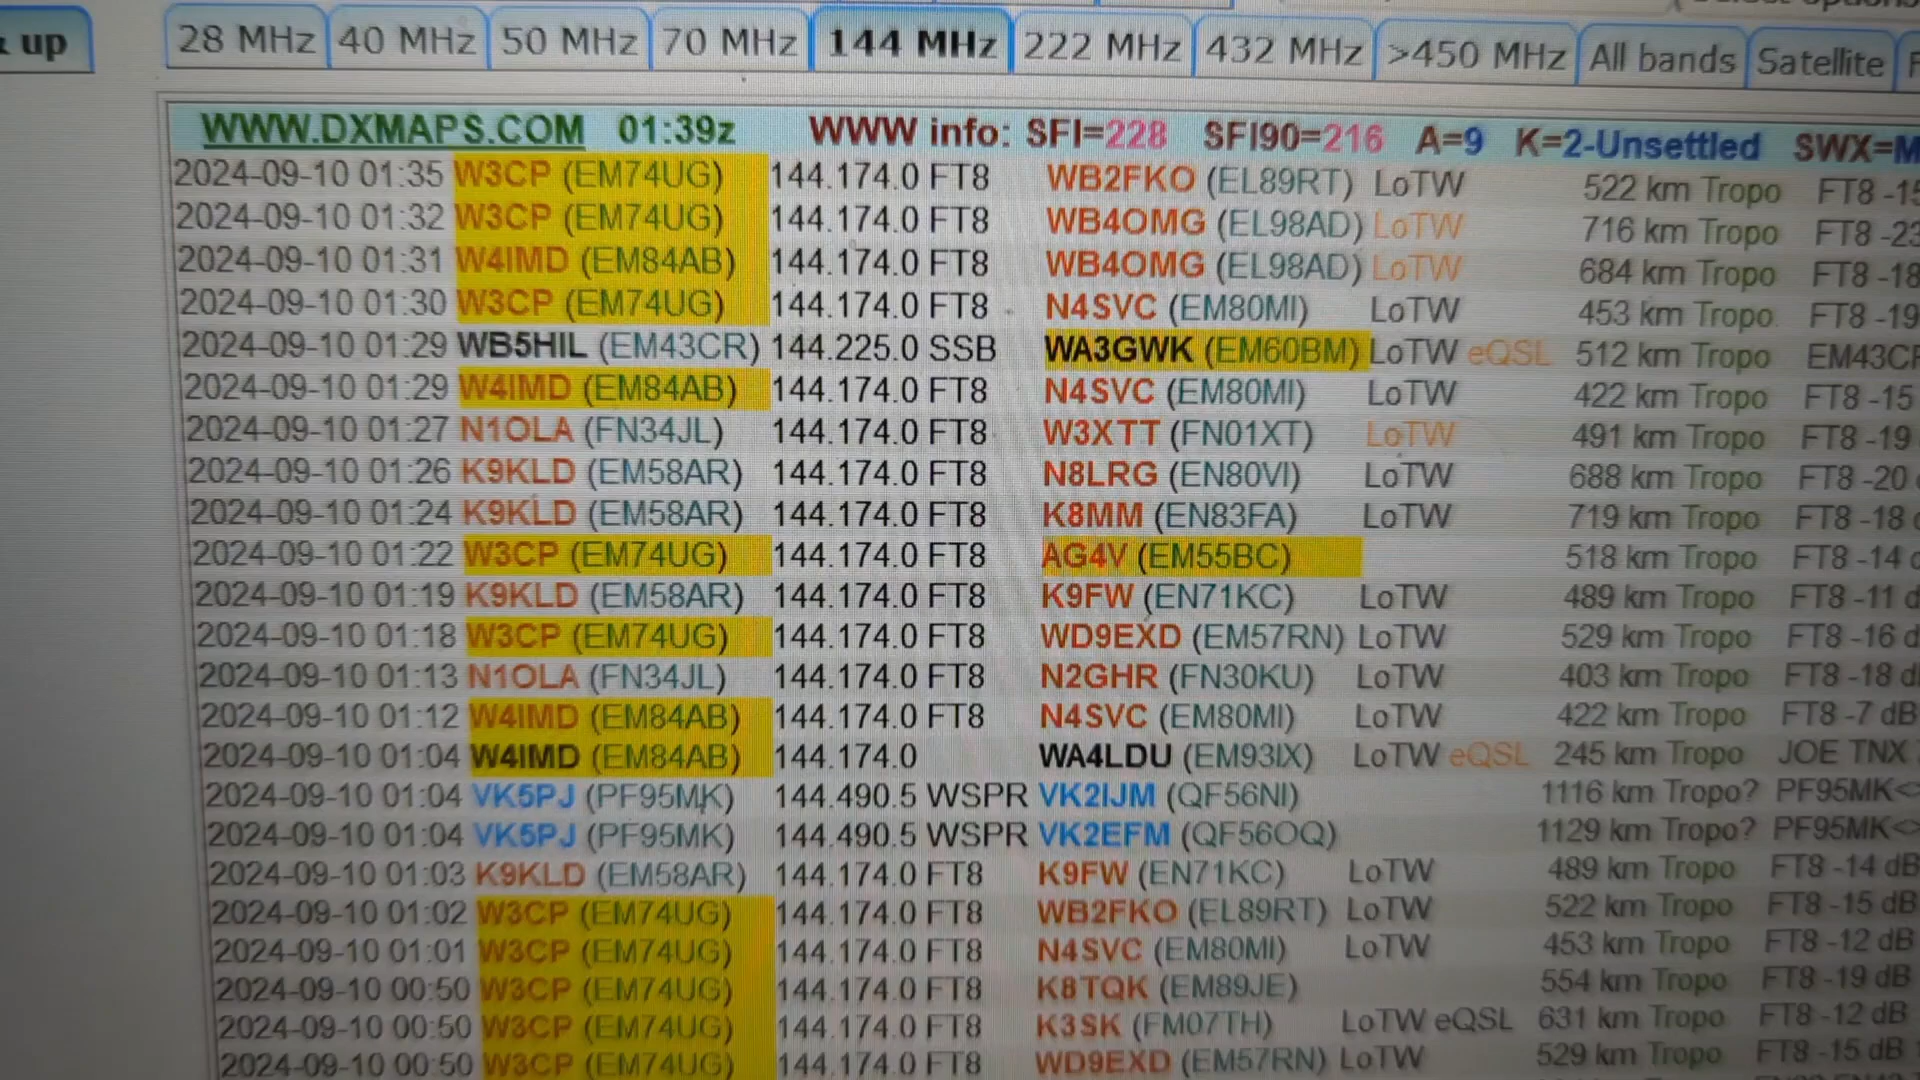 & up 28 MHz 40 MHz 50 MHz 70 MHz 144 MHz 222 MHz 432 MHz >450 MHz All bands Satellite
WWW.DXMAPS.COM 01:39z WWW info: SFI=228 SFI90=216 A=9 K=2-Unsettled SWX=M
2024-09-10 01:35 W3CP (EM74UG) 144.174.0 FT8 WB2FKO (EL89RT) LoTW 522 km Tropo FT8 -15
2024-09-10 01:32 W3CP (EM74UG) 144.174.0 FT8 WB4OMG (EL98AD) LoTW 716 km Tropo FT8 -23
2024-09-10 01:31 W4IMD (EM84AB) 144.174.0 FT8 WB4OMG (EL98AD) LoTW 684 km Tropo FT8 -18
2024-09-10 01:30 W3CP (EM74UG) 144.174.0 FT8 N4SVC (EM80MI) LoTW 453 km Tropo FT8 -19
2024-09-10 01:29 WB5HIL (EM43CR) 144.225.0 SSB WA3GWK (EM60BM) LoTW eQSL 512 km Tropo EM43CR
2024-09-10 01:29 W4IMD (EM84AB) 144.174.0 FT8 N4SVC (EM80MI) LoTW 422 km Tropo FT8 -15
2024-09-10 01:27 N1OLA (FN34JL) 144.174.0 FT8 W3XTT (FN01XT) LoTW 491 km Tropo FT8 -19
2024-09-10 01:26 K9KLD (EM58AR) 144.174.0 FT8 N8LRG (EN80VI) LoTW 688 km Tropo FT8 -20 d
2024-09-10 01:24 K9KLD (EM58AR) 144.174.0 FT8 K8MM (EN83FA) LoTW 719 km Tropo FT8 -18 d
2024-09-10 01:22 W3CP (EM74UG) 144.174.0 FT8 AG4V (EM55BC) 518 km Tropo FT8 -14 d
2024-09-10 01:19 K9KLD (EM58AR) 144.174.0 FT8 K9FW (EN71KC) LoTW 489 km Tropo FT8 -11 d
2024-09-10 01:18 W3CP (EM74UG) 144.174.0 FT8 WD9EXD (EM57RN) LoTW 529 km Tropo FT8 -16 d
2024-09-10 01:13 N1OLA (FN34JL) 144.174.0 FT8 N2GHR (FN30KU) LoTW 403 km Tropo FT8 -18 d
2024-09-10 01:12 W4IMD (EM84AB) 144.174.0 FT8 N4SVC (EM80MI) LoTW 422 km Tropo FT8 -7 dB
2024-09-10 01:04 W4IMD (EM84AB) 144.174.0 WA4LDU (EM93IX) LoTW eQSL 245 km Tropo JOE TNX
2024-09-10 01:04 VK5PJ (PF95MK) 144.490.5 WSPR VK2IJM (QF56NI) 1116 km Tropo? PF95MK<
2024-09-10 01:04 VK5PJ (PF95MK) 144.490.5 WSPR VK2EFM (QF56OQ) 1129 km Tropo? PF95MK<
2024-09-10 01:03 K9KLD (EM58AR) 144.174.0 FT8 K9FW (EN71KC) LoTW 489 km Tropo FT8 -14 dB
2024-09-10 01:02 W3CP (EM74UG) 144.174.0 FT8 WB2FKO (EL89RT) LoTW 522 km Tropo FT8 -15 dB
2024-09-10 01:01 W3CP (EM74UG) 144.174.0 FT8 N4SVC (EM80MI) LoTW 453 km Tropo FT8 -12 dB
2024-09-10 00:50 W3CP (EM74UG) 144.174.0 FT8 K8TQK (EM89JE) 554 km Tropo FT8 -19 dB
2024-09-10 00:50 W3CP (EM74UG) 144.174.0 FT8 K3SK (FM07TH) LoTW eQSL 631 km Tropo FT8 -12 dB
2024-09-10 00:50 W3CP (EM74UG) 144.174.0 FT8 WD9EXD (EM57RN) LoTW 529 km Tropo FT8 -15 dB